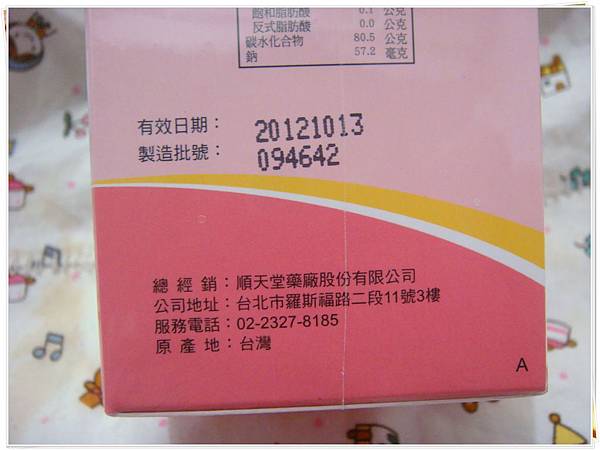 飽和脂肪酸 0.1 公克
反式脂肪酸 0.0 公克
碳水化合物 80.5 公克
鈉 57.2 毫克
有效日期： 20121013
製造批號： 094642
總經銷：順天堂藥廠股份有限公司
公司地址：台北市羅斯福路二段11號3樓
服務電話：02-2327-8185
原產地：台灣
A